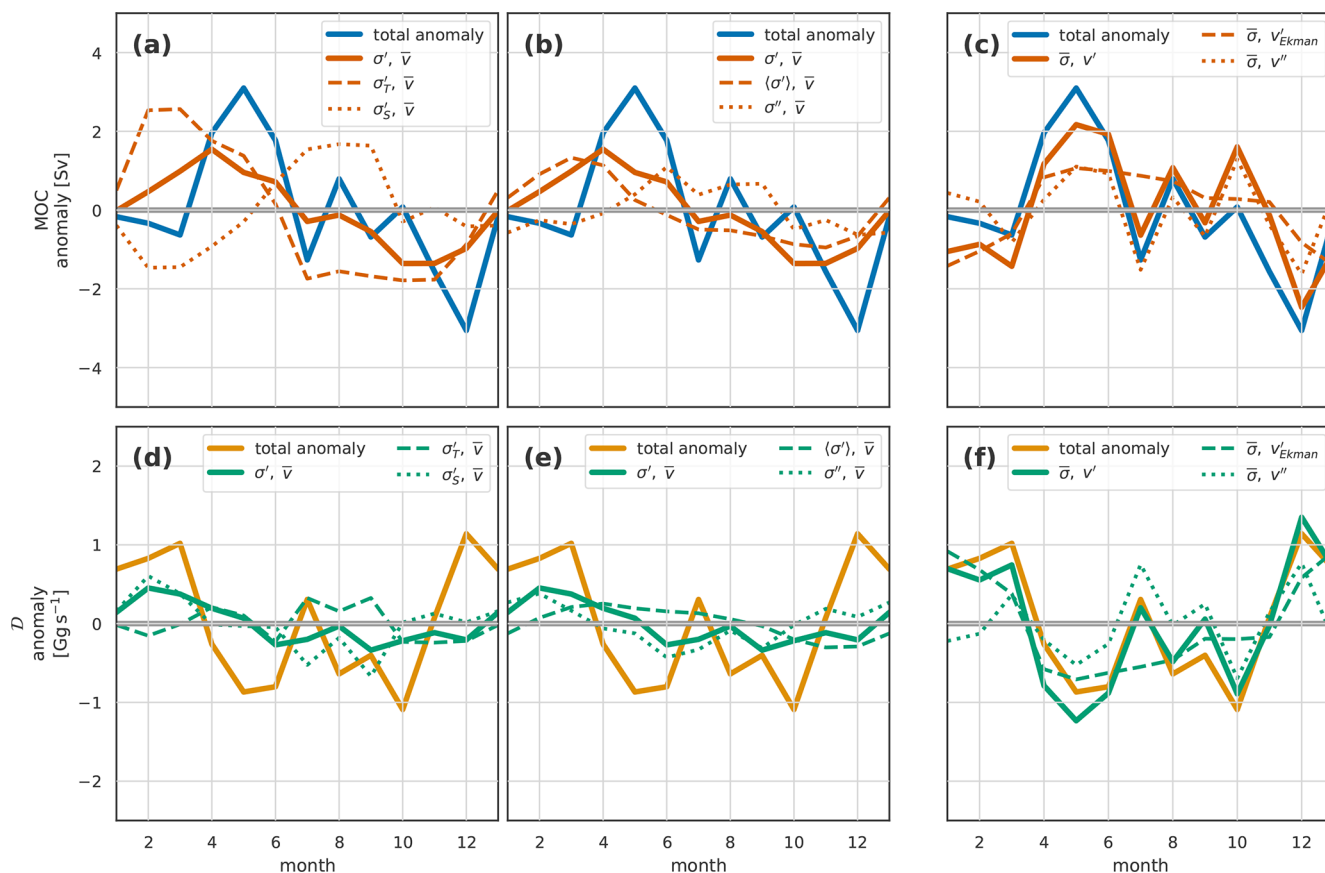 (a)
total anomaly
σ′, v̅
σ′_T, v̅
σ′_S, v̅
(b)
total anomaly
σ′, v̅
⟨σ′⟩, v̅
σ″, v̅
(c)
total anomaly
σ̅, v′
σ̅, v′_Ekman
σ̅, v″
4
2
0
−2
−4
MOC
anomaly [Sv]
(d)
total anomaly
σ′, v̅
σ′_T, v̅
σ′_S, v̅
(e)
total anomaly
σ′, v̅
⟨σ′⟩, v̅
σ″, v̅
(f)
total anomaly
σ̅, v′
σ̅, v′_Ekman
σ̅, v″
2
1
0
−1
−2
𝒟
anomaly
[Gg s⁻¹]
2 4 6 8 10 12
month
2 4 6 8 10 12
month
2 4 6 8 10 12
month